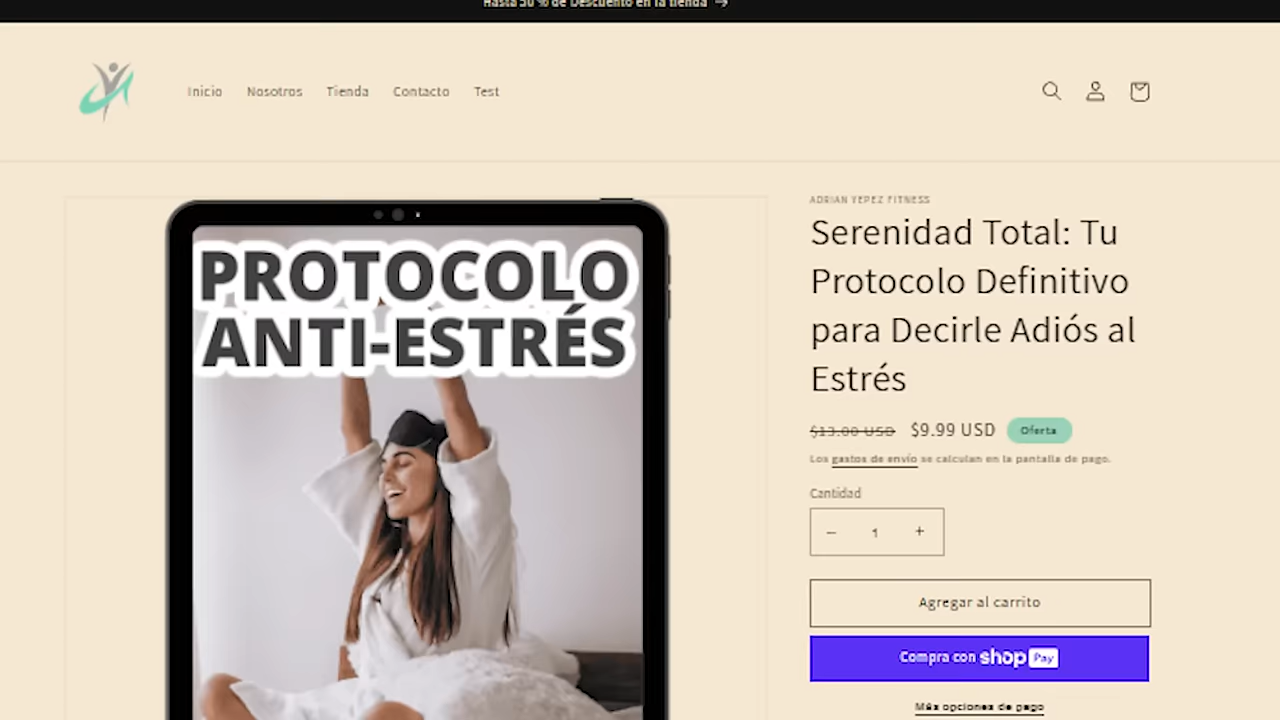 Hasta 50 % de Descuento en la tienda →
Inicio Nosotros Tienda Contacto Test
PROTOCOLO
ANTI-ESTRÉS
ADRIAN YEPEZ FITNESS
Serenidad Total: Tu
Protocolo Definitivo
para Decirle Adiós al
Estrés
$13.00 USD $9.99 USD Oferta
Los gastos de envío se calculan en la pantalla de pago.
Cantidad
− 1 +
Agregar al carrito
Compra con shop Pay
Más opciones de pago